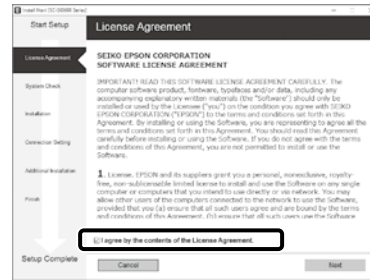 Install Navi [SC-S0000 Series]
Start Setup
License Agreement
License Agreement
System Check
Installation
Connection Setting
Additional Installation
Finish
Setup Complete
SEIKO EPSON CORPORATION
SOFTWARE LICENSE AGREEMENT
IMPORTANT! READ THIS SOFTWARE LICENSE AGREEMENT CAREFULLY. The
computer software product, fontware, typefaces and/or data, including any
accompanying explanatory written materials (the "Software") should only be
installed or used by the Licensee ("you") on the condition you agree with SEIKO
EPSON CORPORATION ("EPSON") to the terms and conditions set forth in this
Agreement. By installing or using the Software, you are representing to agree all the
terms and conditions set forth in this Agreement. You should read this Agreement
carefully before installing or using the Software. If you do not agree with the terms
and conditions of this Agreement, you are not permitted to install or use the
Software.
1. License. EPSON and its suppliers grant you a personal, nonexclusive, royalty-
free, non-sublicensable limited license to install and use the Software on any single
computer or computers that you intend to use directly or via network. You may
allow other users of the computers connected to the network to use the Software,
provided that you (a) ensure that all such users agree and are bound by the terms
and conditions of this Agreement, (b) ensure that all such users use the Software
I agree by the contents of the License Agreement.
Cancel
Next